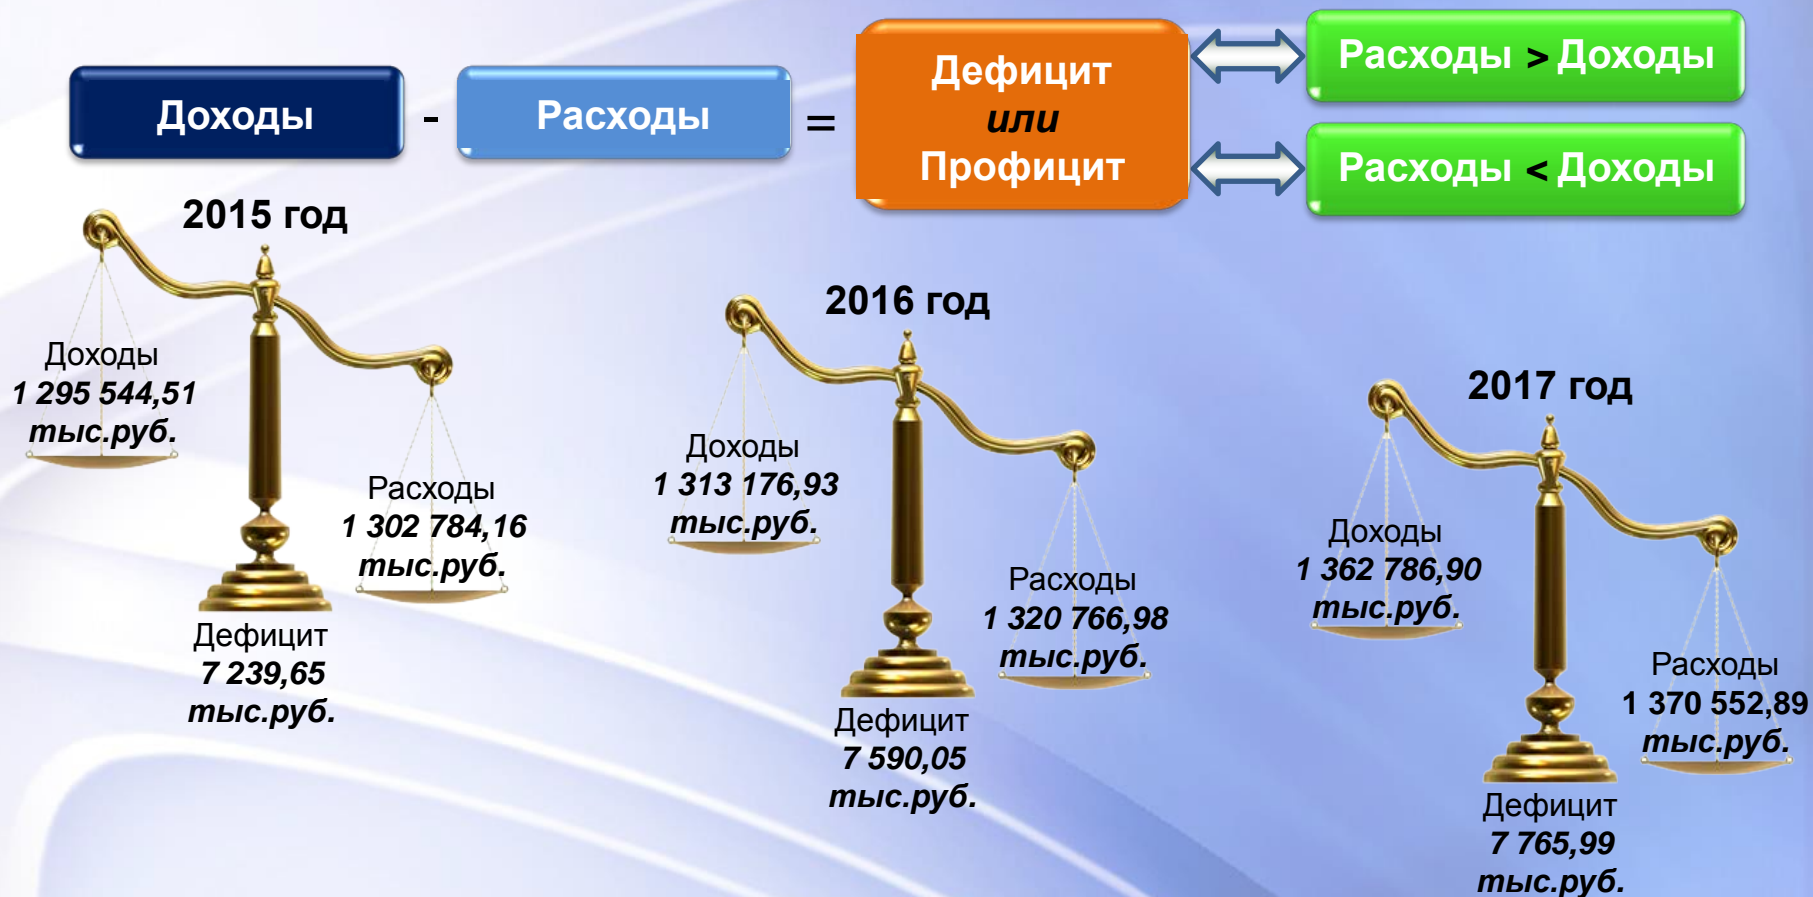 Доходы
-
Расходы
=
Дефицит
или
Профицит
Расходы > Доходы
Расходы < Доходы
2015 год
Доходы
1 295 544,51
тыс.руб.
Расходы
1 302 784,16
тыс.руб.
Дефицит
7 239,65
тыс.руб.
2016 год
Доходы
1 313 176,93
тыс.руб.
Расходы
1 320 766,98
тыс.руб.
Дефицит
7 590,05
тыс.руб.
2017 год
Доходы
1 362 786,90
тыс.руб.
Расходы
1 370 552,89
тыс.руб.
Дефицит
7 765,99
тыс.руб.